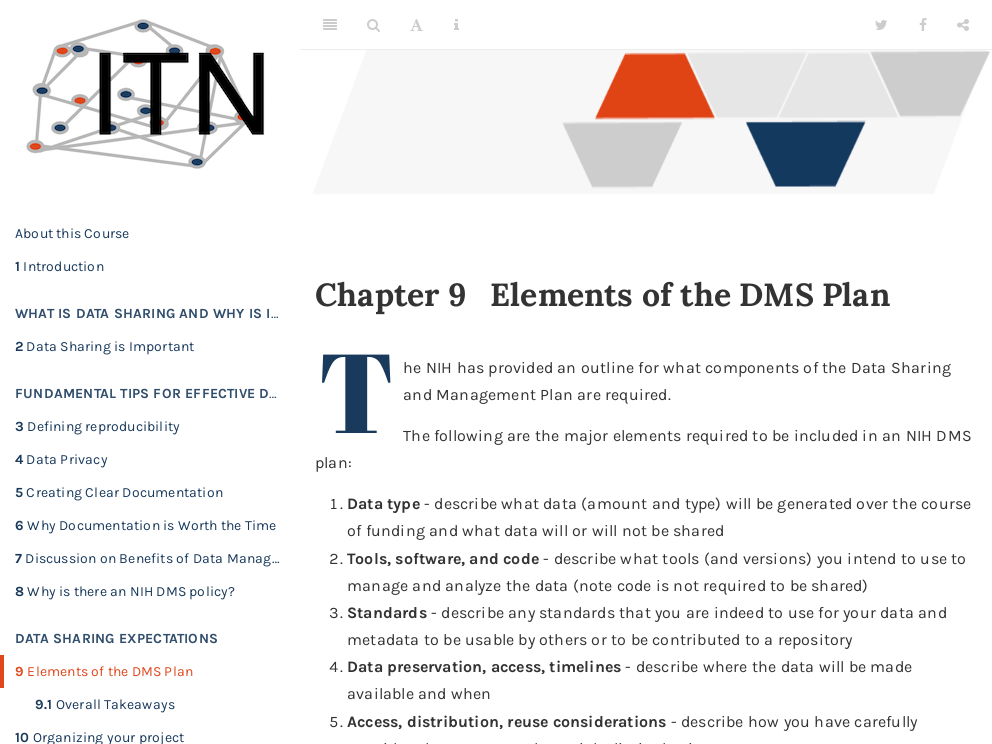 ITN
About this Course
1 Introduction
WHAT IS DATA SHARING AND WHY IS I…
2 Data Sharing is Important
FUNDAMENTAL TIPS FOR EFFECTIVE D…
3 Defining reproducibility
4 Data Privacy
5 Creating Clear Documentation
6 Why Documentation is Worth the Time
7 Discussion on Benefits of Data Manag…
8 Why is there an NIH DMS policy?
DATA SHARING EXPECTATIONS
9 Elements of the DMS Plan
9.1 Overall Takeaways
10 Organizing your project
Chapter 9 Elements of the DMS Plan
The NIH has provided an outline for what components of the Data Sharing
and Management Plan are required.
The following are the major elements required to be included in an NIH DMS
plan:
1. Data type - describe what data (amount and type) will be generated over the course
of funding and what data will or will not be shared
2. Tools, software, and code - describe what tools (and versions) you intend to use to
manage and analyze the data (note code is not required to be shared)
3. Standards - describe any standards that you are indeed to use for your data and
metadata to be usable by others or to be contributed to a repository
4. Data preservation, access, timelines - describe where the data will be made
available and when
5. Access, distribution, reuse considerations - describe how you have carefully